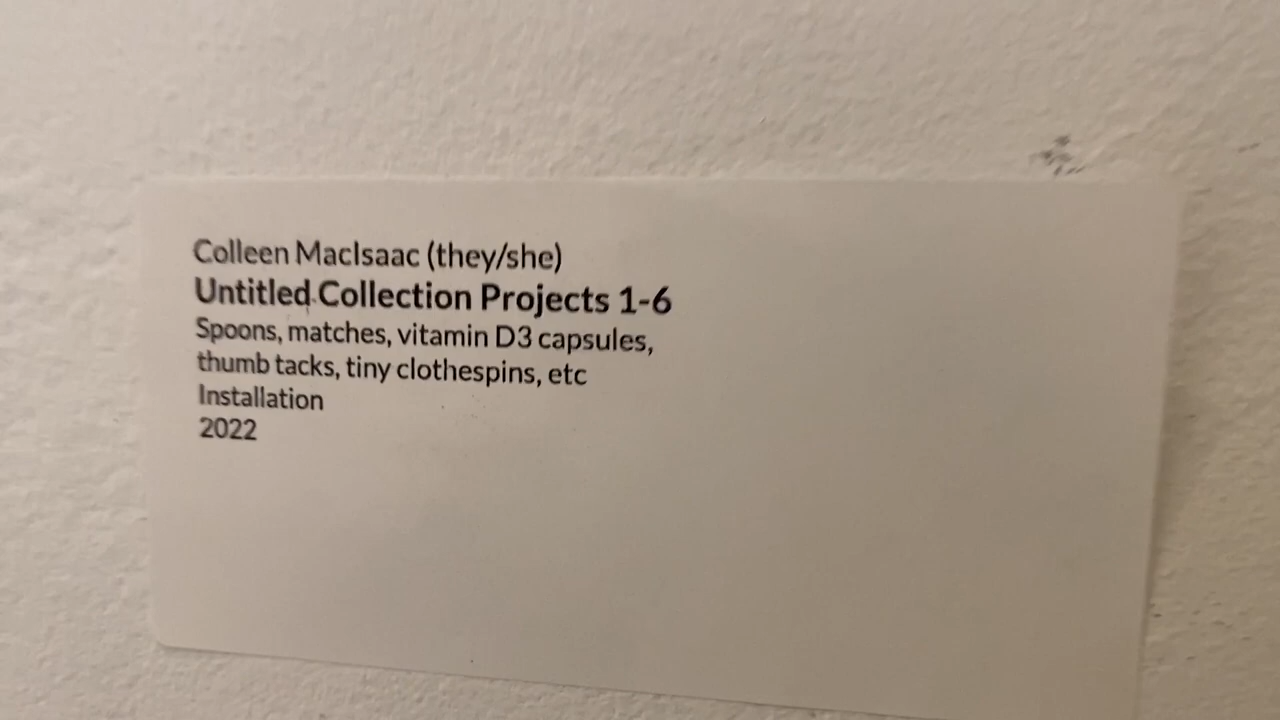 Colleen MacIsaac (they/she)
Untitled Collection Projects 1-6
Spoons, matches, vitamin D3 capsules,
thumb tacks, tiny clothespins, etc
Installation
2022